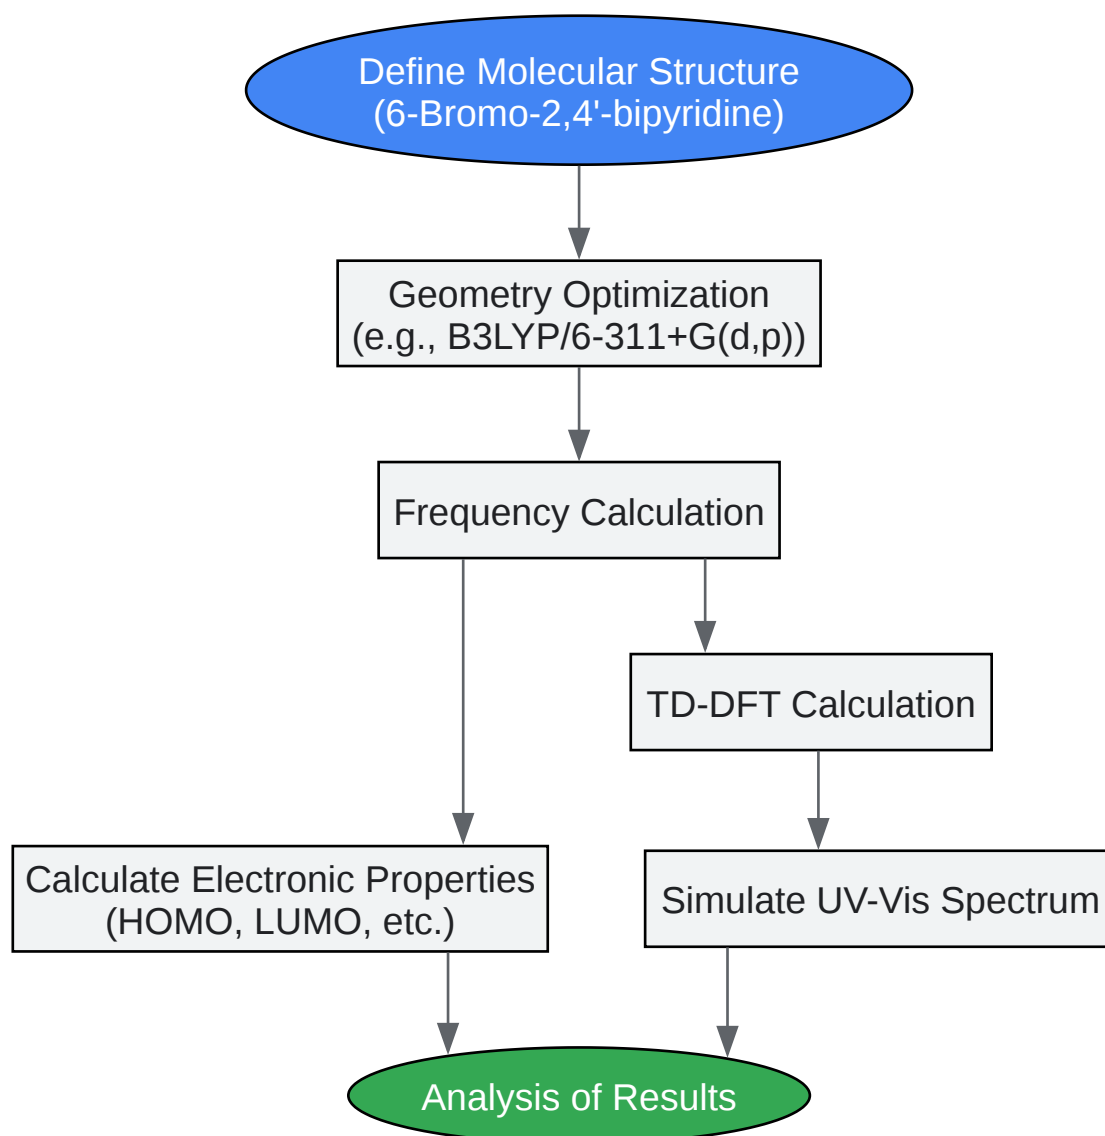 Define Molecular Structure
(6-Bromo-2,4'-bipyridine)
Geometry Optimization
(e.g., B3LYP/6-311+G(d,p))
Frequency Calculation
TD-DFT Calculation
Calculate Electronic Properties
(HOMO, LUMO, etc.)
Simulate UV-Vis Spectrum
Analysis of Results